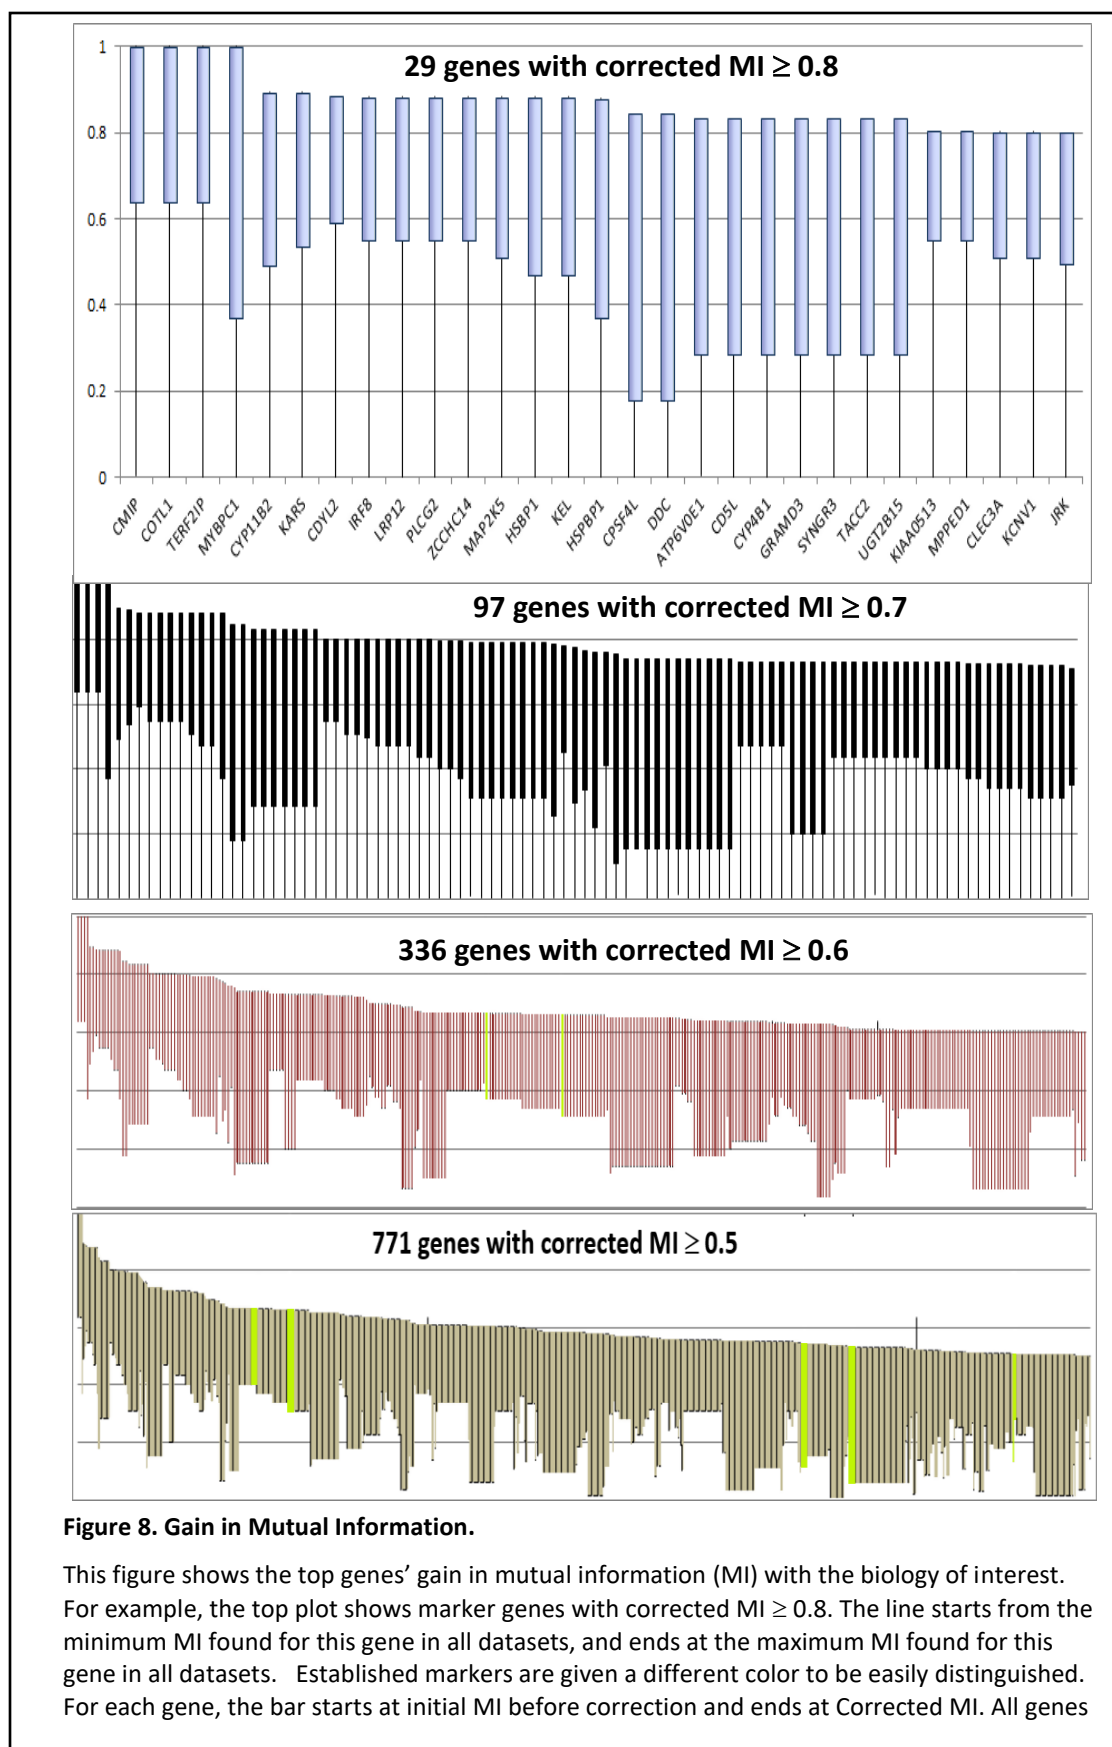 29 genes with corrected MI ≥ 0.8
1
0.8
0.6
0.4
0.2
0
CMIP
COTL1
TERF2IP
MYBPC1
CYP11B2
KARS
CDYL2
IRF8
LRP12
PLCG2
ZCCHC14
MAP2K5
HSBP1
KEL
HSPBP1
CPSF4L
DDC
ATP6V0E1
CD5L
CYP4B1
GRAMD3
SYNGR3
TACC2
UGT2B15
KIAA0513
MPPED1
CLEC3A
KCNV1
JRK
97 genes with corrected MI ≥ 0.7
336 genes with corrected MI ≥ 0.6
771 genes with corrected MI ≥ 0.5
Figure 8. Gain in Mutual Information.
This figure shows the top genes’ gain in mutual information (MI) with the biology of interest.
For example, the top plot shows marker genes with corrected MI ≥ 0.8. The line starts from the
minimum MI found for this gene in all datasets, and ends at the maximum MI found for this
gene in all datasets.   Established markers are given a different color to be easily distinguished.
For each gene, the bar starts at initial MI before correction and ends at Corrected MI. All genes